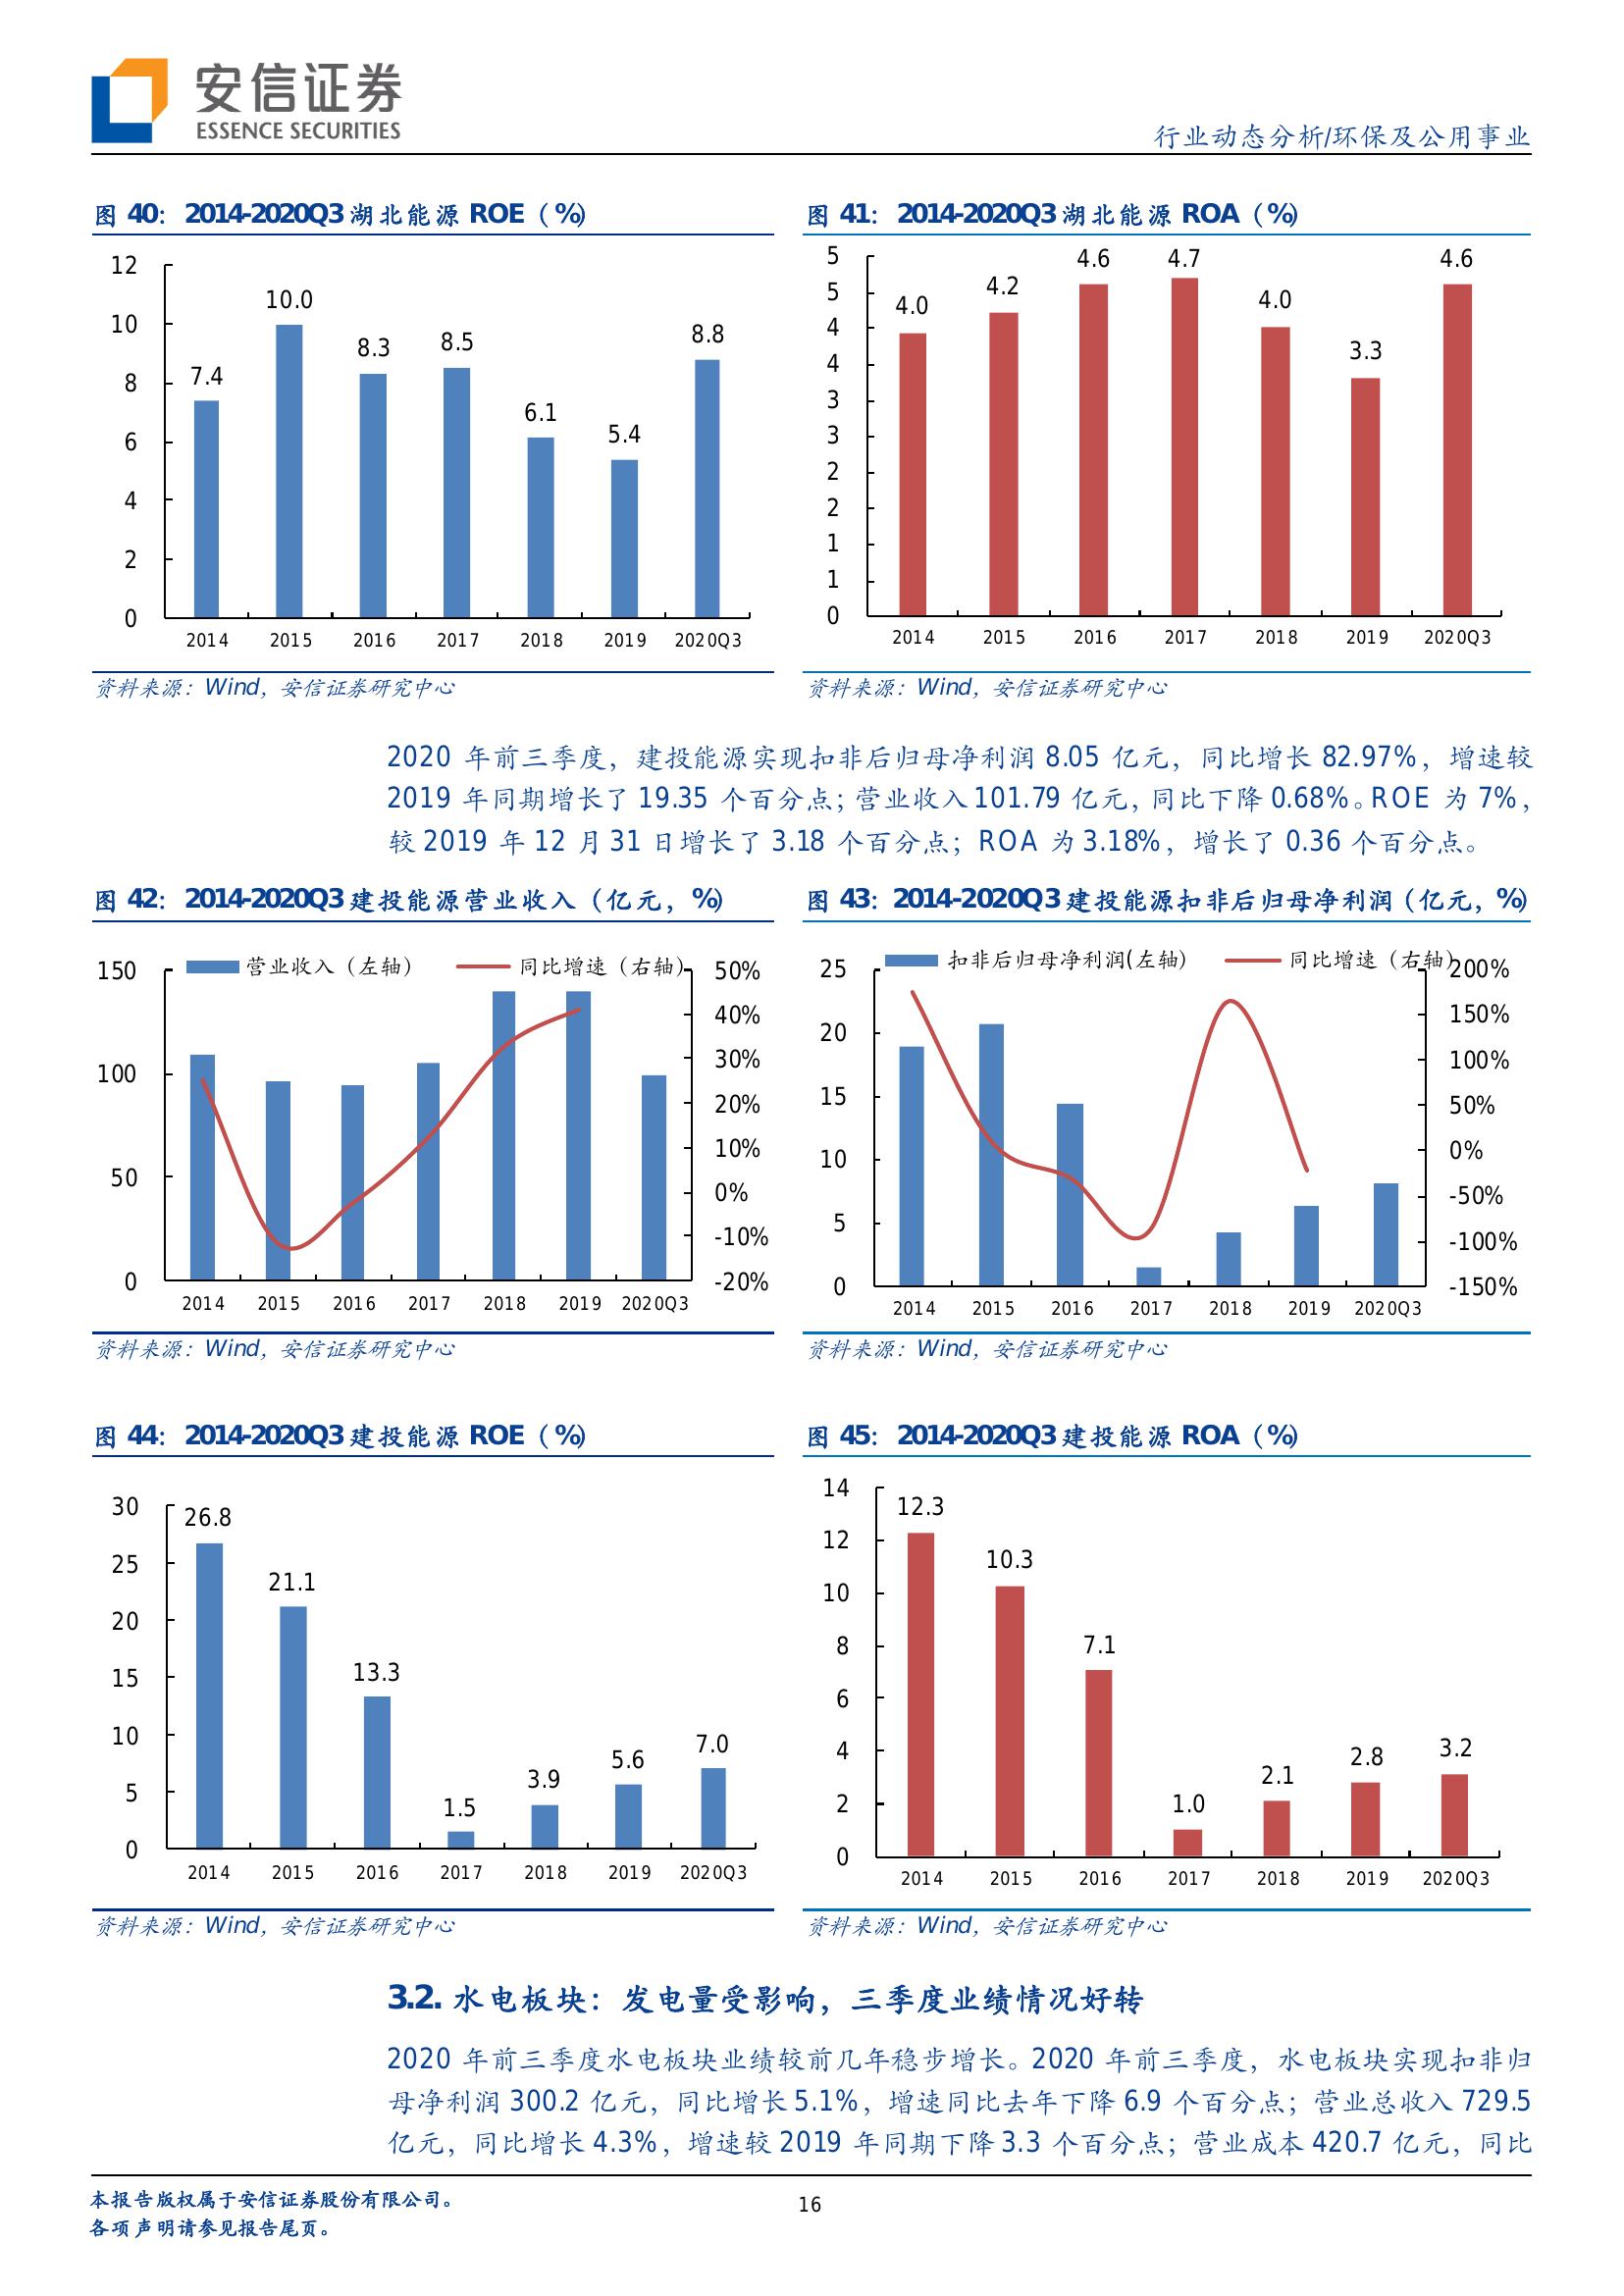 安信证券
ESSENCE SECURITIES
行业动态分析/环保及公用事业
图 40: 2014-2020Q3 湖北能源 ROE（%）
12
10
8
6
4
2
0
7.4
10.0
8.3
8.5
6.1
5.4
8.8
2014 2015 2016 2017 2018 2019 2020Q3
资料来源：Wind，安信证券研究中心
图 41: 2014-2020Q3 湖北能源 ROA（%）
5
5
4
4
3
3
2
2
1
1
0
4.0
4.2
4.6
4.7
4.0
3.3
4.6
2014 2015 2016 2017 2018 2019 2020Q3
资料来源：Wind，安信证券研究中心
2020 年前三季度，建投能源实现扣非后归母净利润 8.05 亿元，同比增长 82.97%，增速较
2019 年同期增长了 19.35 个百分点；营业收入 101.79 亿元，同比下降 0.68%。ROE 为 7%，
较 2019 年 12 月 31 日增长了 3.18 个百分点；ROA 为 3.18%，增长了 0.36 个百分点。
图 42: 2014-2020Q3 建投能源营业收入（亿元，%）
营业收入（左轴） 同比增速（右轴）
150
100
50
0
50%
40%
30%
20%
10%
0%
-10%
-20%
2014 2015 2016 2017 2018 2019 2020Q3
资料来源：Wind，安信证券研究中心
图 43: 2014-2020Q3 建投能源扣非后归母净利润（亿元，%）
扣非后归母净利润(左轴) 同比增速（右轴）
25
20
15
10
5
0
200%
150%
100%
50%
0%
-50%
-100%
-150%
2014 2015 2016 2017 2018 2019 2020Q3
资料来源：Wind，安信证券研究中心
图 44: 2014-2020Q3 建投能源 ROE（%）
30
25
20
15
10
5
0
26.8
21.1
13.3
1.5
3.9
5.6
7.0
2014 2015 2016 2017 2018 2019 2020Q3
资料来源：Wind，安信证券研究中心
图 45: 2014-2020Q3 建投能源 ROA（%）
14
12
10
8
6
4
2
0
12.3
10.3
7.1
1.0
2.1
2.8
3.2
2014 2015 2016 2017 2018 2019 2020Q3
资料来源：Wind，安信证券研究中心
3.2. 水电板块：发电量受影响，三季度业绩情况好转
2020 年前三季度水电板块业绩较前几年稳步增长。2020 年前三季度，水电板块实现扣非归
母净利润 300.2 亿元，同比增长 5.1%，增速同比去年下降 6.9 个百分点；营业总收入 729.5
亿元，同比增长 4.3%，增速较 2019 年同期下降 3.3 个百分点；营业成本 420.7 亿元，同比
本报告版权属于安信证券股份有限公司。
各项声明请参见报告尾页。
16